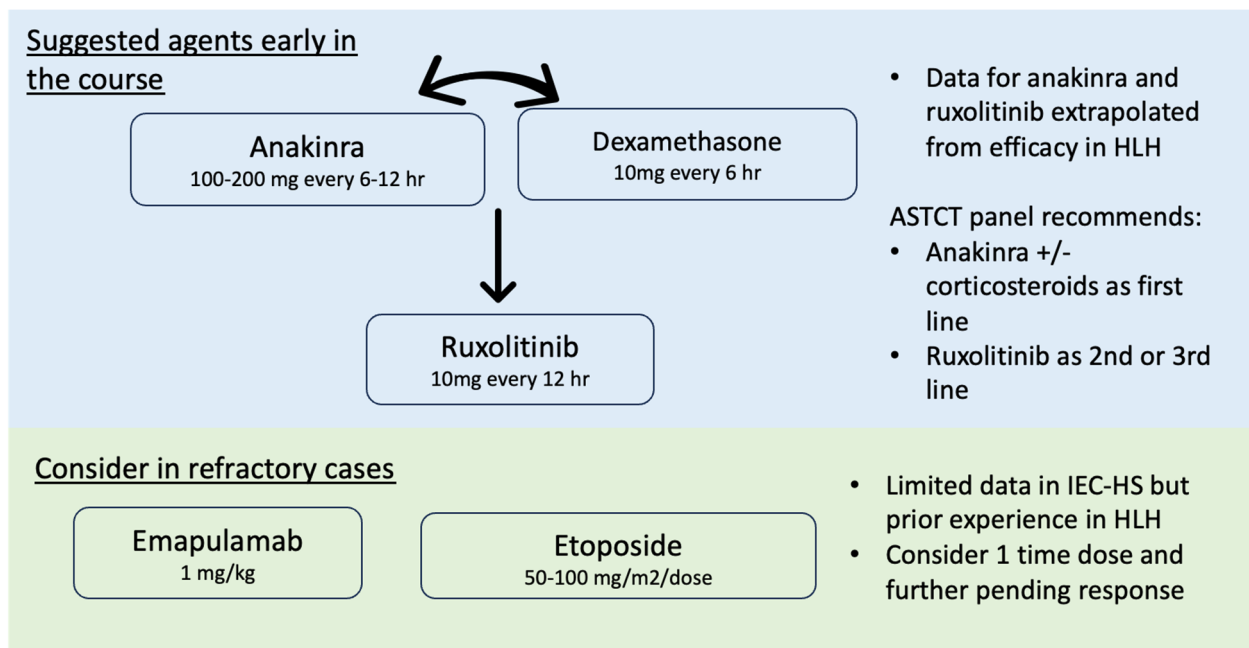 Suggested agents early in
the course
Anakinra
100-200 mg every 6-12 hr
Dexamethasone
10mg every 6 hr
Ruxolitinib
10mg every 12 hr
• Data for anakinra and
ruxolitinib extrapolated
from efficacy in HLH
ASTCT panel recommends:
• Anakinra +/-
corticosteroids as first
line
• Ruxolitinib as 2nd or 3rd
line
Consider in refractory cases
Emapulamab
1 mg/kg
Etoposide
50-100 mg/m2/dose
• Limited data in IEC-HS but
prior experience in HLH
• Consider 1 time dose and
further pending response